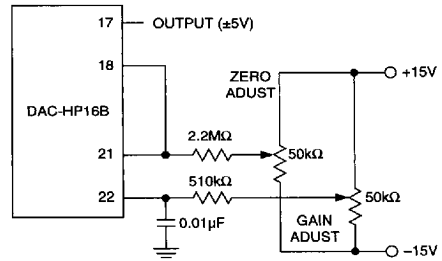 17
OUTPUT (±5V)
18
+15V
ZERO
ADUST
DAC-HP16B
2.2MΩ
21
50kΩ
510kΩ
22
50kΩ
0.01µF
GAIN
ADUST
−15V